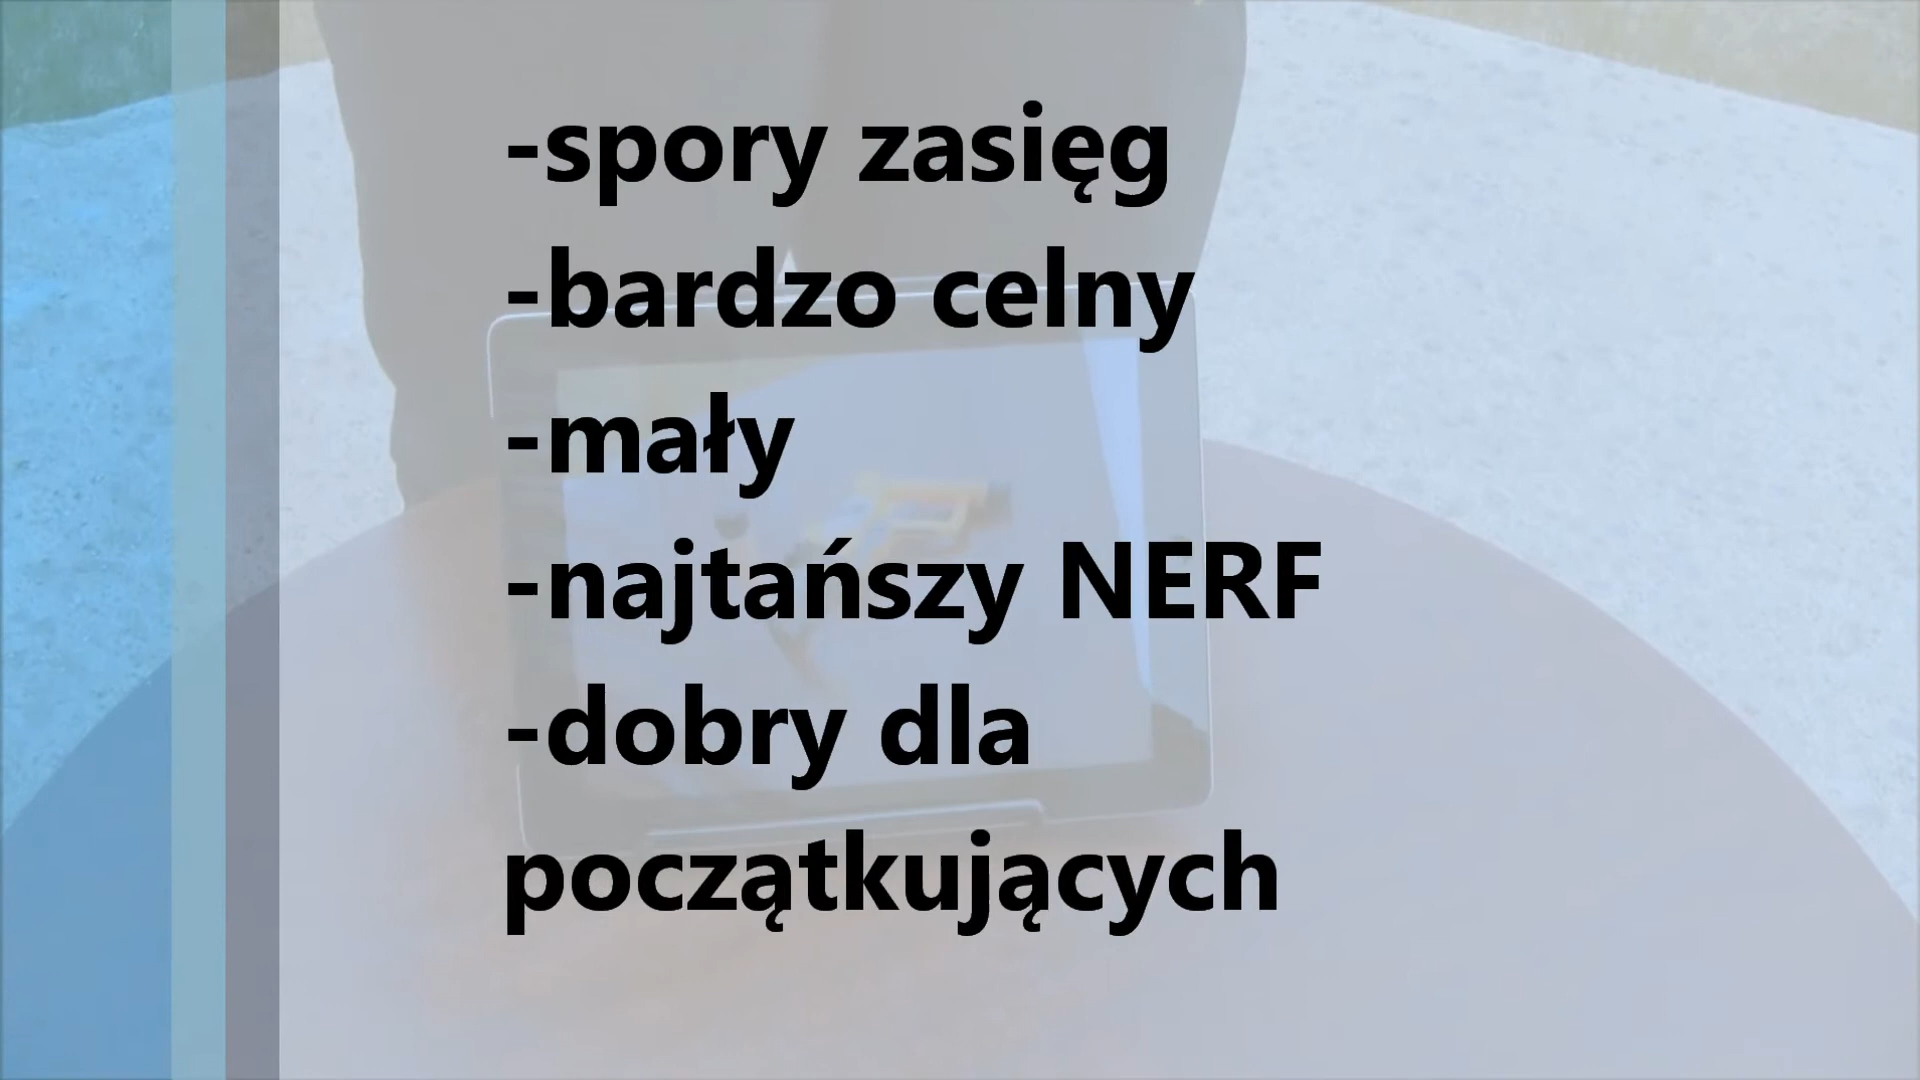 -spory zasięg
-bardzo celny
-mały
-najtańszy NERF
-dobry dla
początkujących